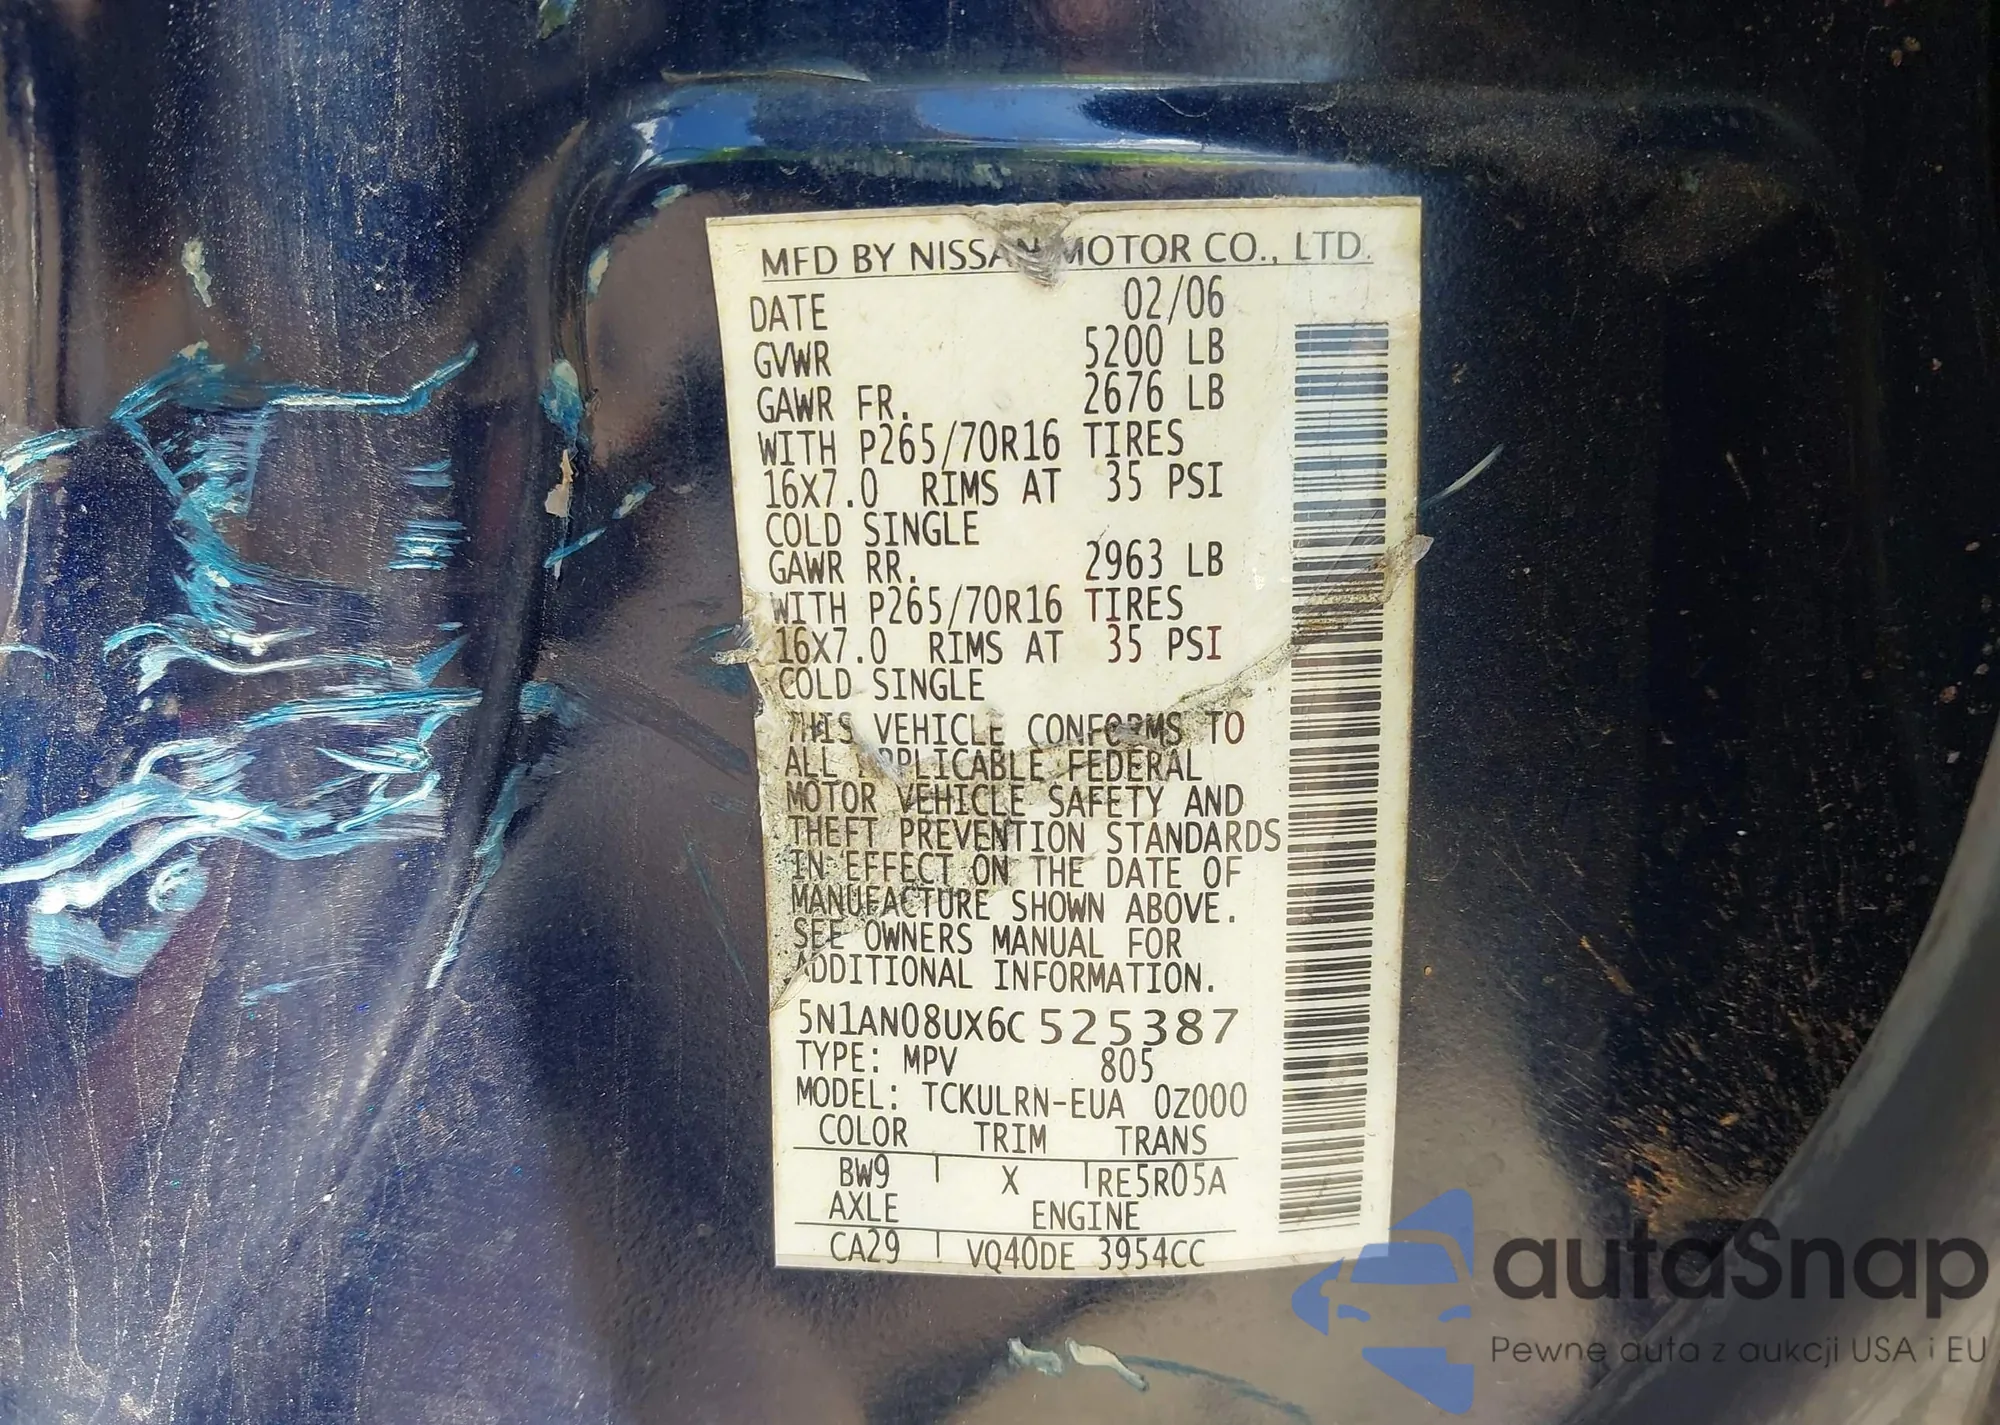 MFD BY NISSAN MOTOR CO., LTD.
DATE 02/06
GVWR 5200 LB
GAWR FR. 2676 LB
WITH P265/70R16 TIRES
16X7.0 RIMS AT 35 PSI
COLD SINGLE
GAWR RR. 2963 LB
WITH P265/70R16 TIRES
16X7.0 RIMS AT 35 PSI
COLD SINGLE
THIS VEHICLE CONFORMS TO
ALL APPLICABLE FEDERAL
MOTOR VEHICLE SAFETY AND
THEFT PREVENTION STANDARDS
IN EFFECT ON THE DATE OF
MANUFACTURE SHOWN ABOVE.
SEE OWNERS MANUAL FOR
ADDITIONAL INFORMATION.
5N1AN08UX6C525387
TYPE: MPV 805
MODEL: TCKULRN-EUA 0Z000
COLOR TRIM TRANS
BW9 X RE5R05A
AXLE ENGINE
CA29 VQ40DE 3954CC
autaSnap
Pewne auta z aukcji USA i EU